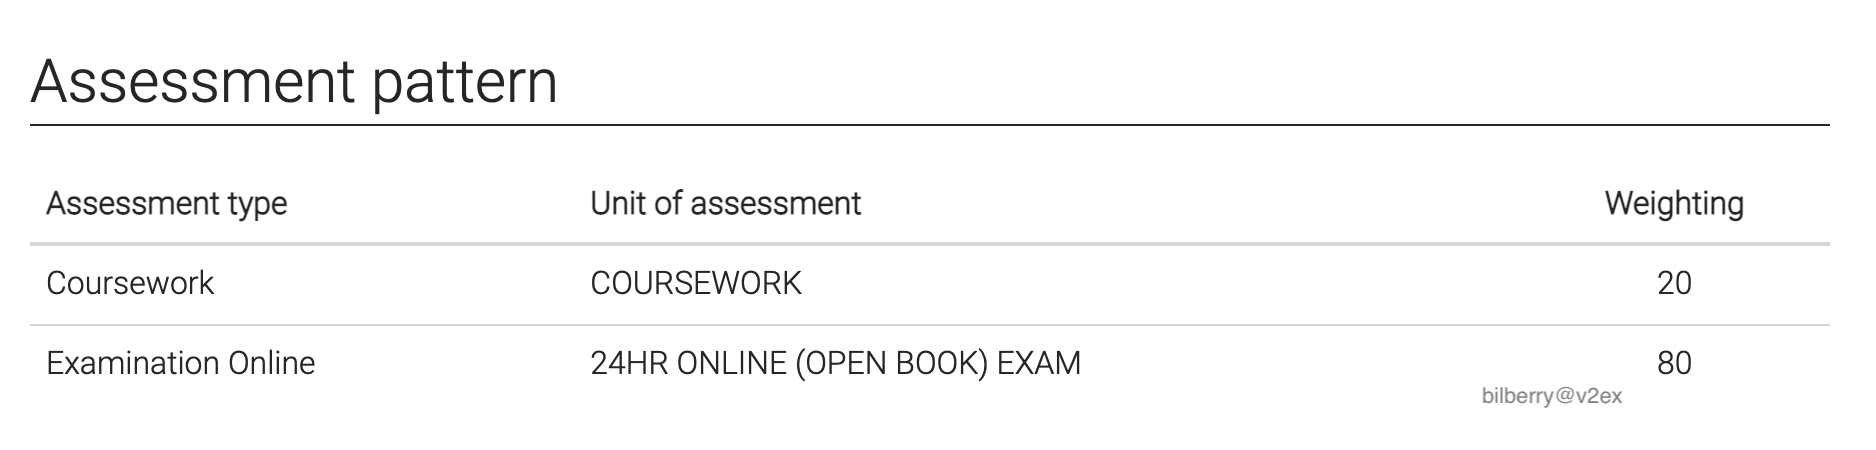 Assessment pattern
Assessment type Unit of assessment Weighting
Coursework COURSEWORK 20
Examination Online 24HR ONLINE (OPEN BOOK) EXAM 80
bilberry@v2ex